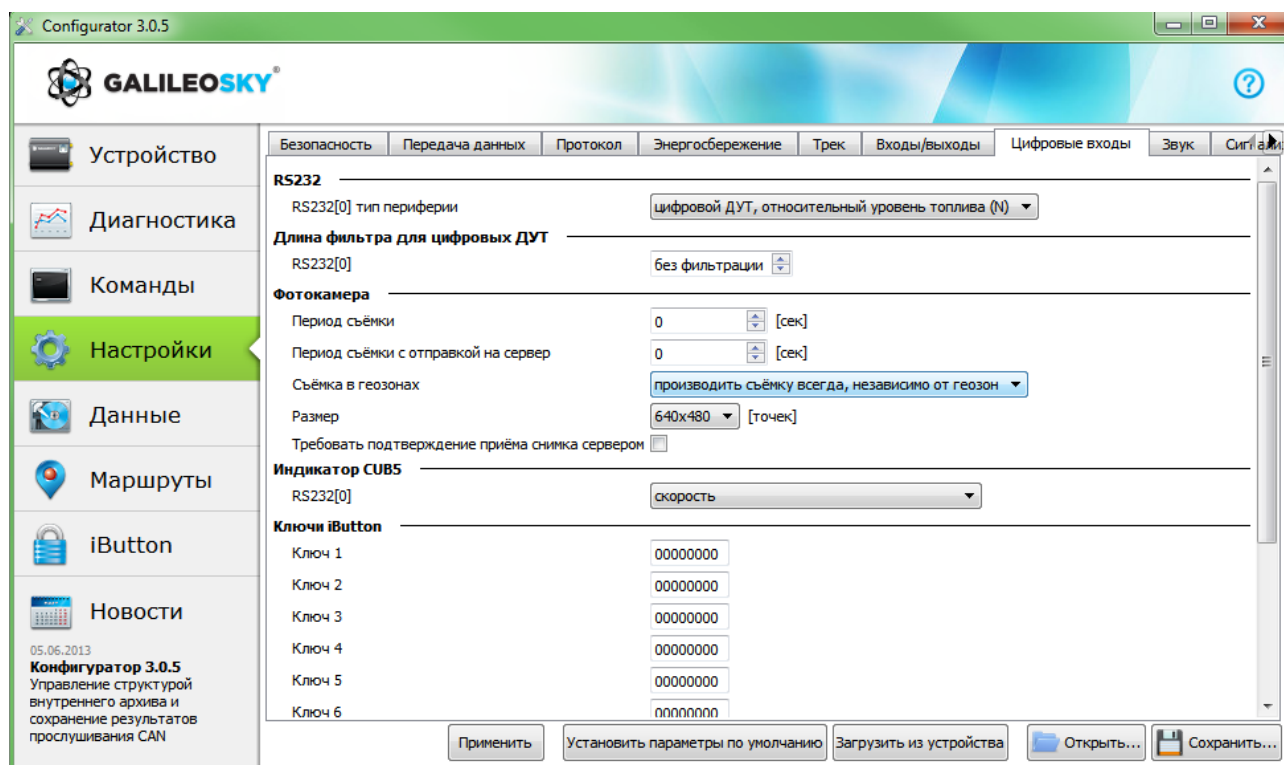 Configurator 3.0.5
GALILEOSKY®
Устройство
Диагностика
Команды
Настройки
Данные
Маршруты
iButton
Новости
05.06.2013
Конфигуратор 3.0.5
Управление структурой
внутреннего архива и
сохранение результатов
прослушивания CAN
Безопасность Передача данных Протокол Энергосбережение Трек Входы/выходы Цифровые входы Звук
RS232
RS232[0] тип периферии цифровой ДУТ, относительный уровень топлива (N)
Длина фильтра для цифровых ДУТ
RS232[0] без фильтрации
Фотокамера
Период съёмки 0 [сек]
Период съёмки с отправкой на сервер 0 [сек]
Съёмка в геозонах производить съёмку всегда, независимо от геозон
Размер 640x480 [точек]
Требовать подтверждение приёма снимка сервером
Индикатор CUB5
RS232[0] скорость
Ключи iButton
Ключ 1 00000000
Ключ 2 00000000
Ключ 3 00000000
Ключ 4 00000000
Ключ 5 00000000
Ключ 6 00000000
Применить Установить параметры по умолчанию Загрузить из устройства Открыть... Сохранить...